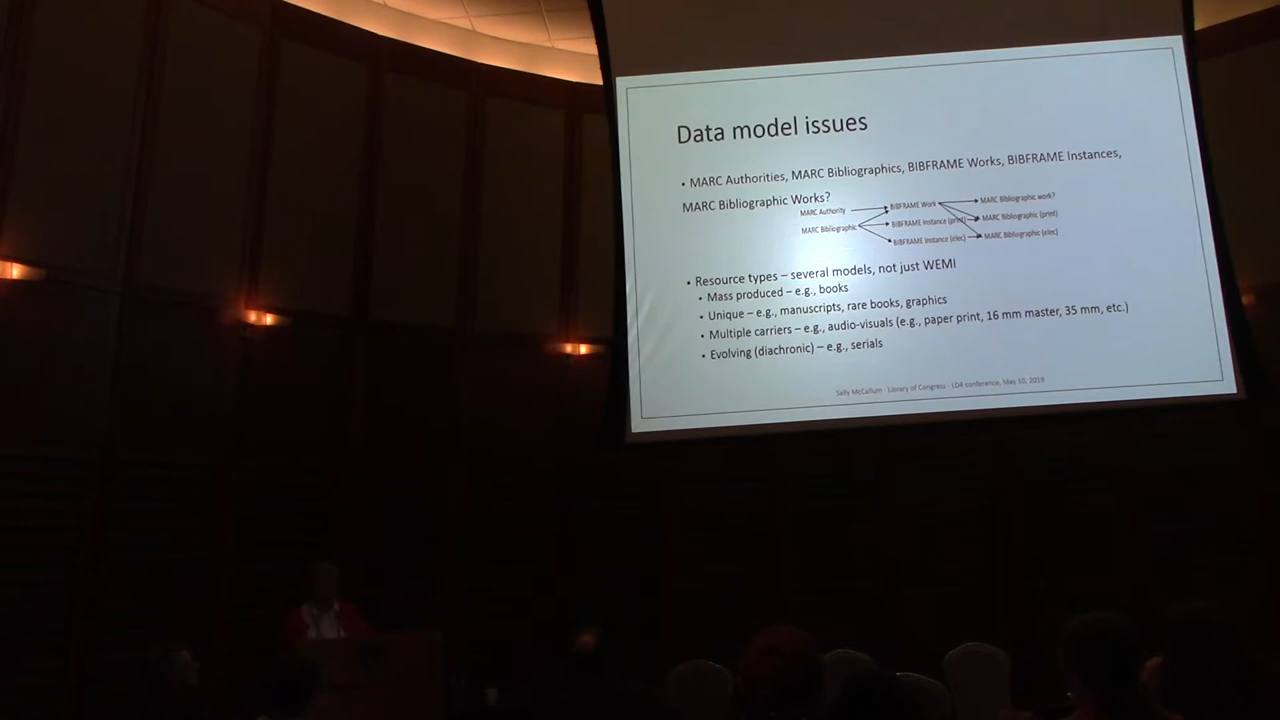 Data model issues
• MARC Authorities, MARC Bibliographics, BIBFRAME Works, BIBFRAME Instances,
MARC Bibliographic Works?
MARC Authority
BIBFRAME Work
MARC Bibliographic work?
MARC Bibliographic
BIBFRAME Instance (print)
MARC Bibliographic (print)
BIBFRAME Instance (elec)
MARC Bibliographic (elec)
• Resource types – several models, not just WEMI
• Mass produced – e.g., books
• Unique – e.g., manuscripts, rare books, graphics
• Multiple carriers – e.g., audio-visuals (e.g., paper print, 16 mm master, 35 mm, etc.)
• Evolving (diachronic) – e.g., serials
Sally McCallum - Library of Congress - LD4 conference, May 10, 2019